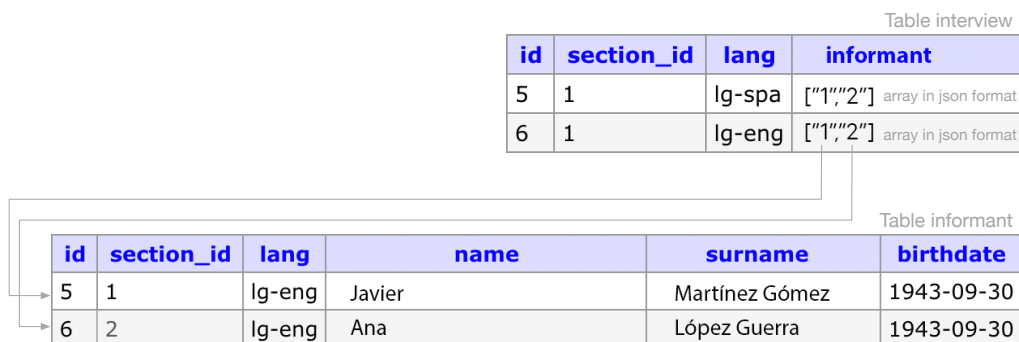 Table interview
id section_id lang informant
5 1 lg-spa ["1","2"] array in json format
6 1 lg-eng ["1","2"] array in json format
Table informant
id section_id lang name surname birthdate
5 1 lg-eng Javier Martínez Gómez 1943-09-30
6 2 lg-eng Ana López Guerra 1943-09-30